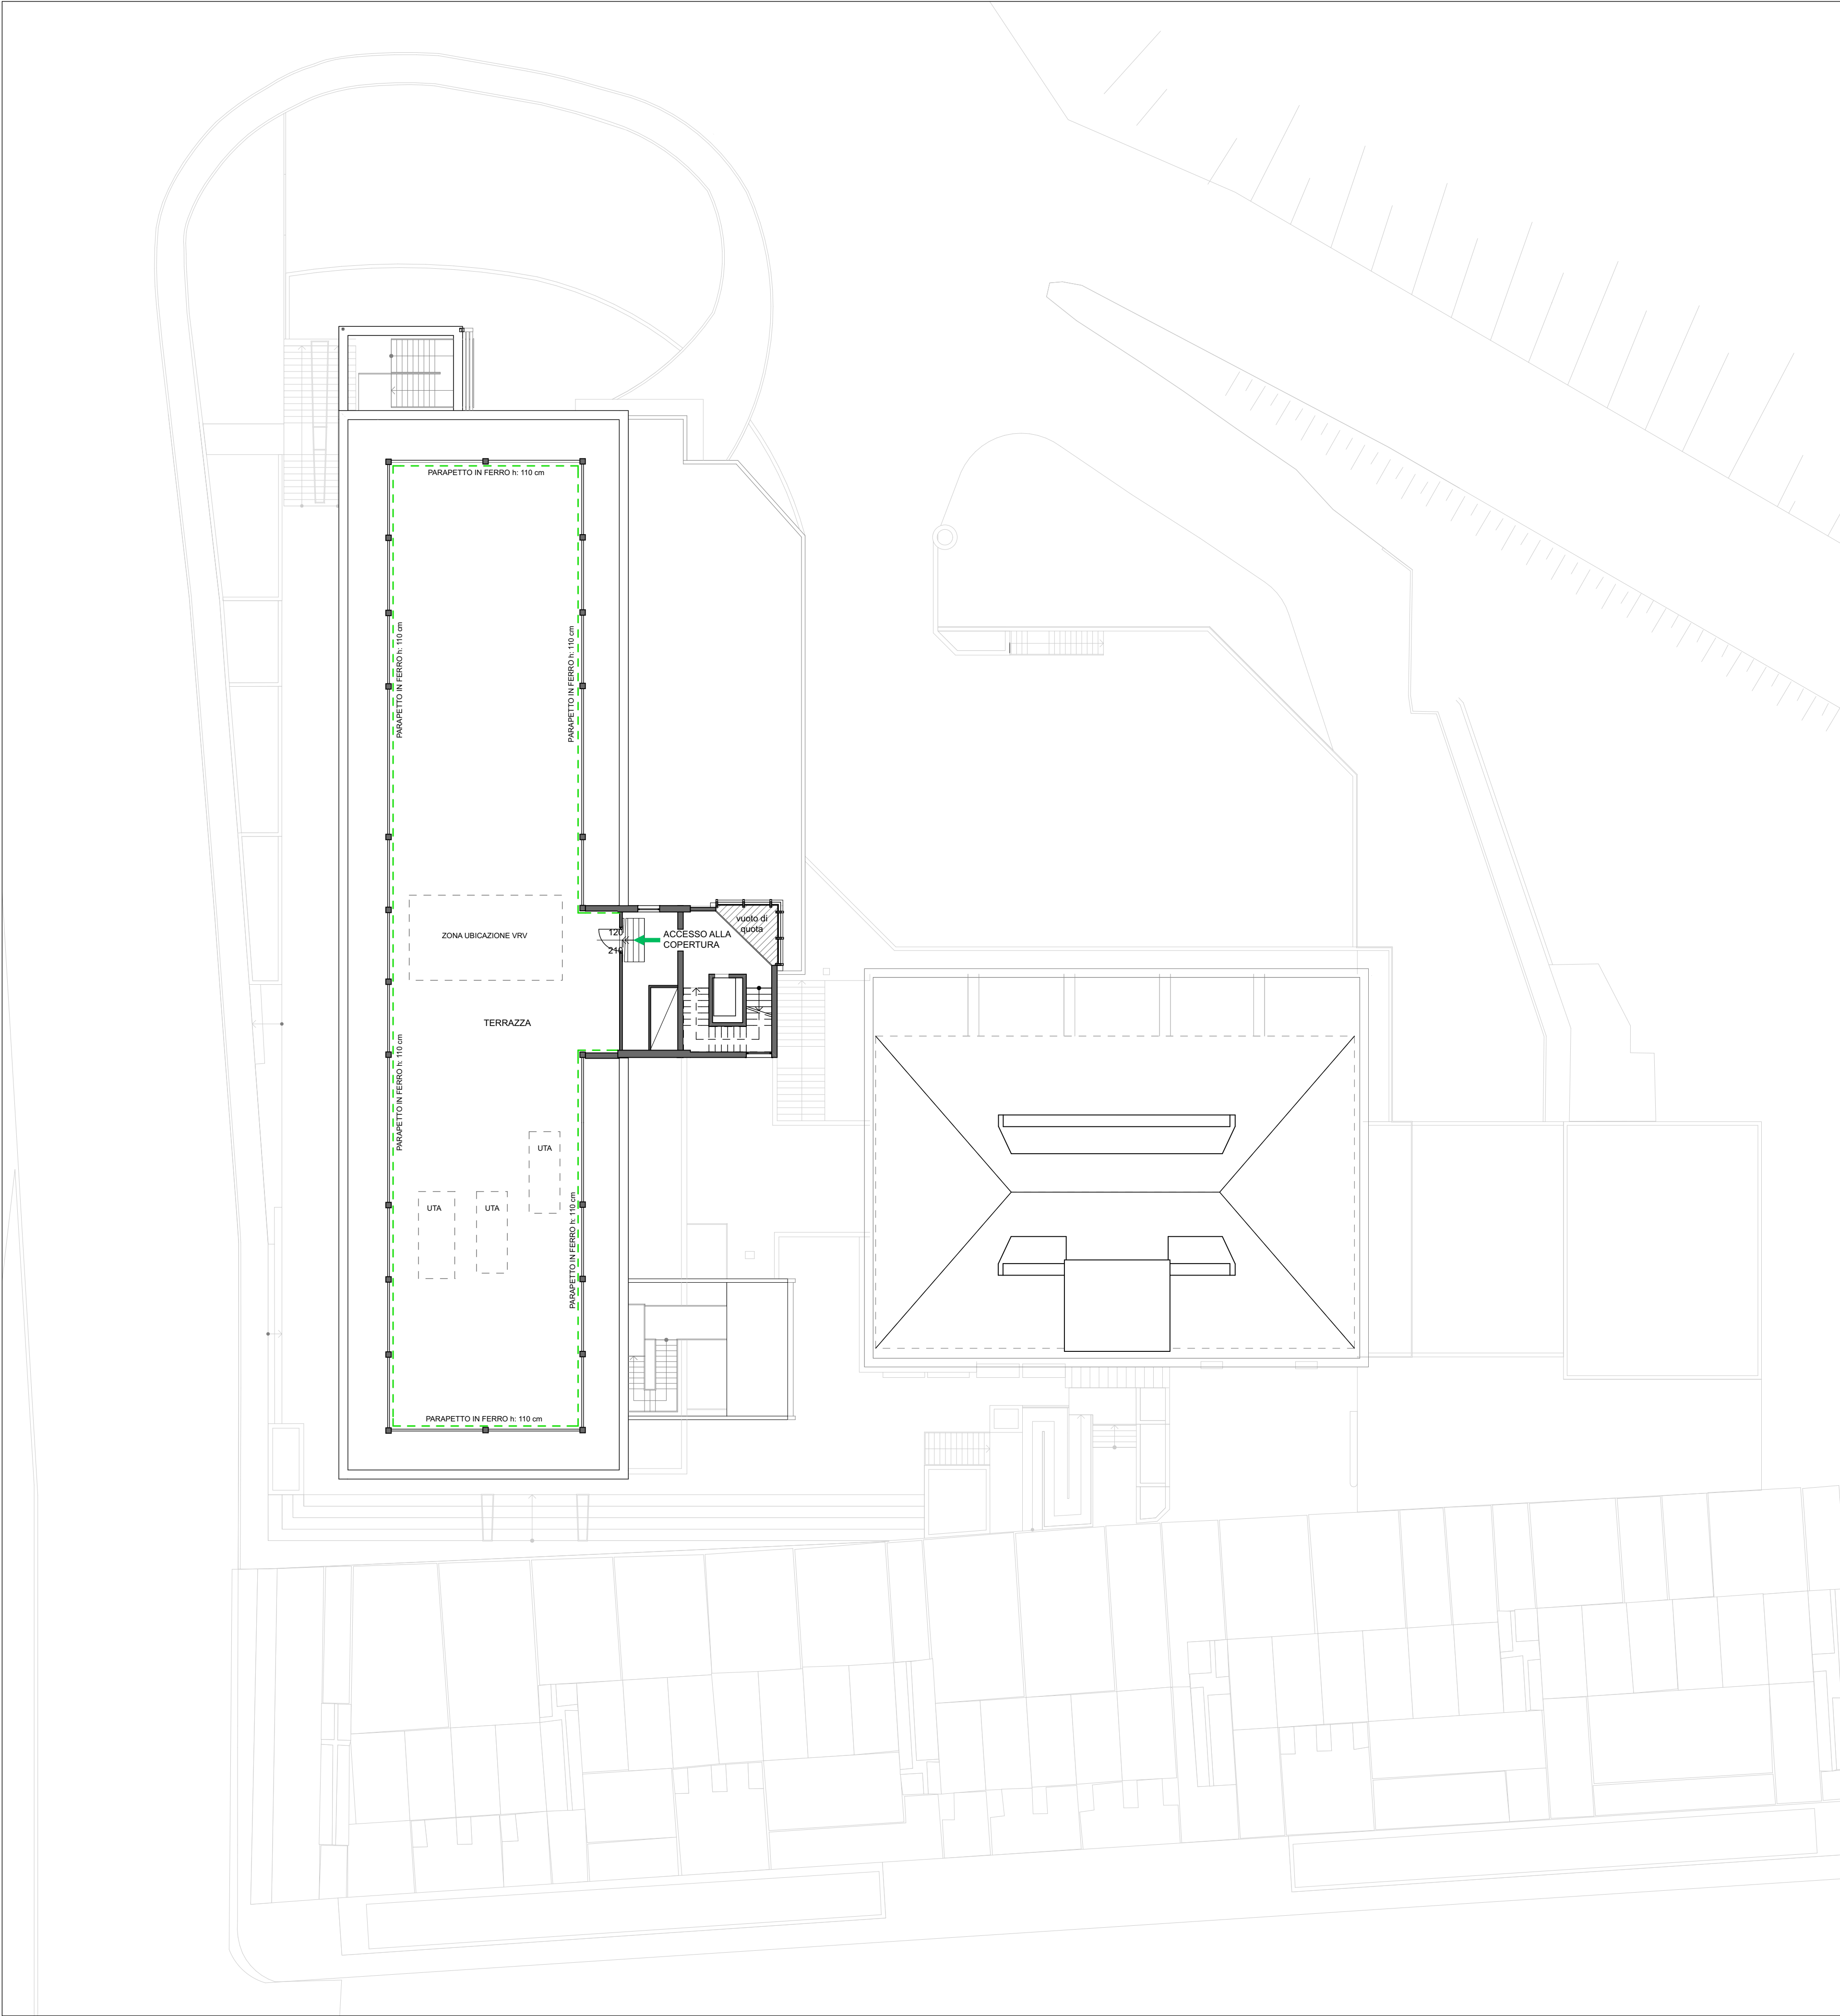 PARAPETTO IN FERRO h: 110 cm
PARAPETTO IN FERRO h: 110 cm
PARAPETTO IN FERRO h: 110 cm
vuoto di
quota
120
210
ACCESSO ALLA
COPERTURA
ZONA UBICAZIONE VRV
TERRAZZA
PARAPETTO IN FERRO h: 110 cm
UTA
UTA
UTA
PARAPETTO IN FERRO h: 110 cm
PARAPETTO IN FERRO h: 110 cm